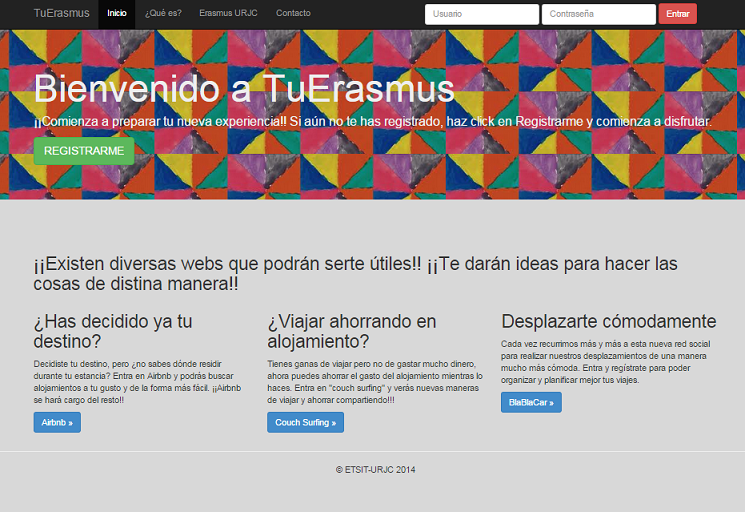 TuErasmus Inicio ¿Qué es? Erasmus URJC Contacto Usuario Contraseña Entrar
Bienvenido a TuErasmus
¡¡Comienza a preparar tu nueva experiencia!! Si aún no te has registrado, haz click en Registrarme y comienza a disfrutar.
REGISTRARME
¡¡Existen diversas webs que podrán serte útiles!! ¡¡Te darán ideas para hacer las
cosas de distina manera!!
¿Has decidido ya tu
destino?
Decidiste tu destino, pero ¿no sabes dónde residir
durante tu estancia? Entra en Airbnb y podrás buscar
alojamientos a tu gusto y de la forma más fácil. ¡¡Airbnb
se hará cargo del resto!!
Airbnb »
¿Viajar ahorrando en
alojamiento?
Tienes ganas de viajar pero no de gastar mucho dinero,
ahora puedes ahorrar el gasto del alojamiento mientras lo
haces. Entra en "couch surfing" y verás nuevas maneras
de viajar y ahorrar compartiendo!!!
Couch Surfing »
Desplazarte cómodamente
Cada vez recurrimos más y más a esta nueva red social
para realizar nuestros desplazamientos de una manera
mucho más cómoda. Entra y regístrate para poder
organizar y planificar mejor tus viajes.
BlaBlaCar »
© ETSIT-URJC 2014